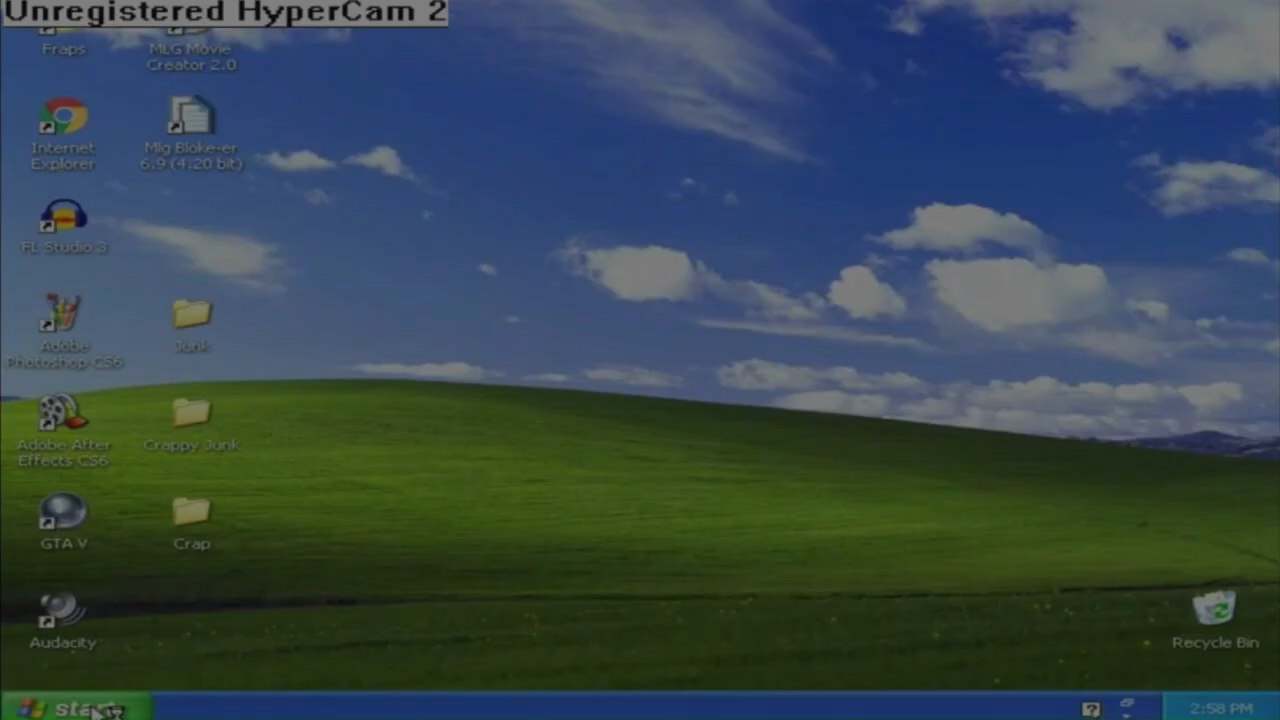 Unregistered HyperCam 2
Fraps
MLG Movie
Creator 2.0
Internet
Explorer
Mlg Bloke-er
6.9 (4.20 bit)
FL Studio 3
Adobe
Photoshop CS6
Junk
Adobe After
Effects CS6
Crappy Junk
GTA V
Crap
Audacity
Recycle Bin
start
2:58 PM